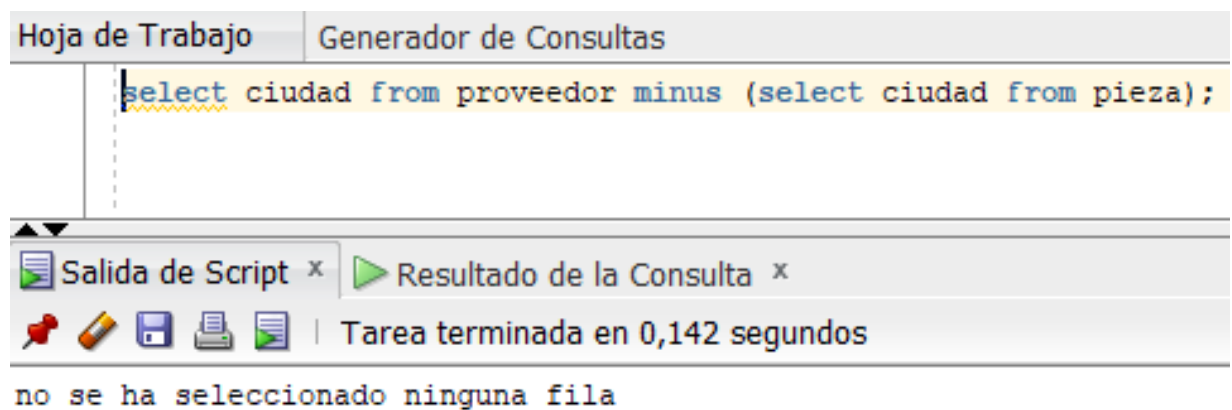 Hoja de Trabajo Generador de Consultas
select ciudad from proveedor minus (select ciudad from pieza);
Salida de Script x Resultado de la Consulta x
Tarea terminada en 0,142 segundos
no se ha seleccionado ninguna fila